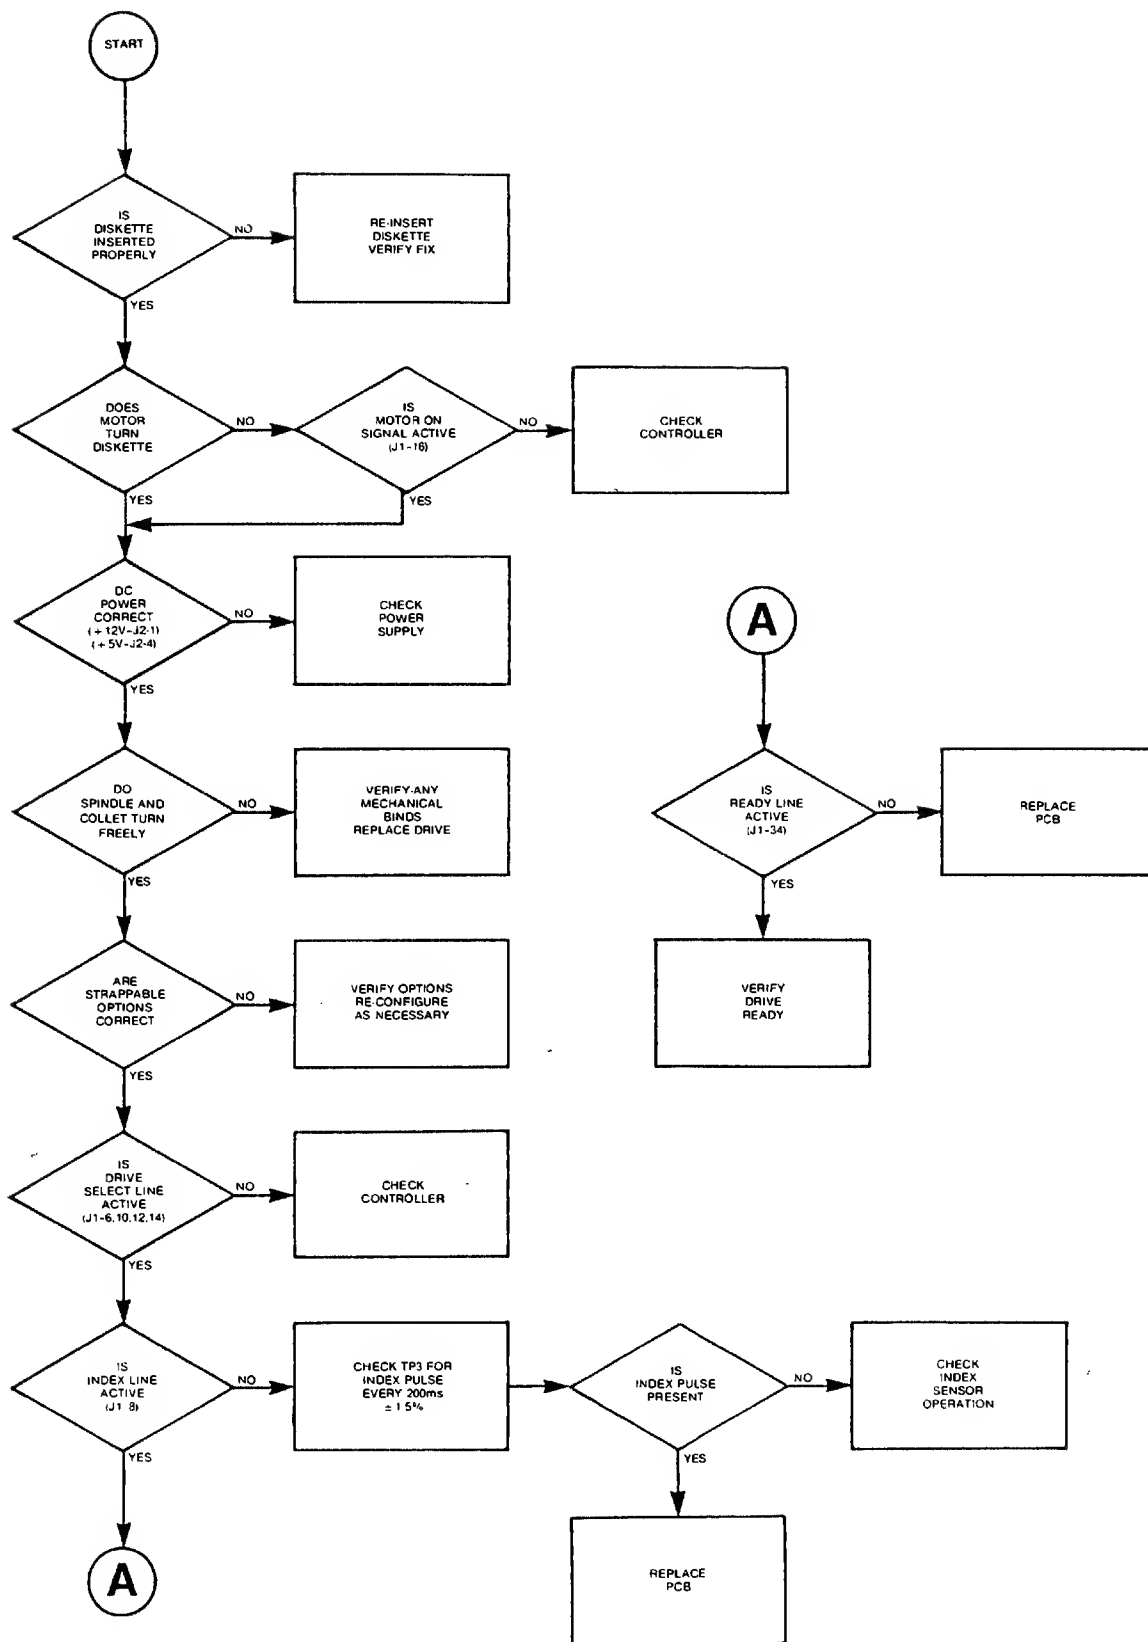 START
IS
DISKETTE
INSERTED
PROPERLY
NO
RE-INSERT
DISKETTE
VERIFY FIX
YES
DOES
MOTOR
TURN
DISKETTE
NO
IS
MOTOR ON
SIGNAL ACTIVE
(J1-16)
NO
CHECK
CONTROLLER
YES
YES
DC
POWER
CORRECT
(+12V-J2-1)
(+5V-J2-4)
NO
CHECK
POWER
SUPPLY
YES
DO
SPINDLE AND
COLLET TURN
FREELY
NO
VERIFY-ANY
MECHANICAL
BINDS
REPLACE DRIVE
YES
ARE
STRAPPABLE
OPTIONS
CORRECT
NO
VERIFY OPTIONS
RE-CONFIGURE
AS NECESSARY
YES
IS
DRIVE
SELECT LINE
ACTIVE
(J1-6,10,12,14)
NO
CHECK
CONTROLLER
YES
IS
INDEX LINE
ACTIVE
(J1-8)
NO
CHECK TP3 FOR
INDEX PULSE
EVERY 200ms
±1.5%
IS
INDEX PULSE
PRESENT
NO
CHECK
INDEX
SENSOR
OPERATION
YES
REPLACE
PCB
YES
A
A
IS
READY LINE
ACTIVE
(J1-34)
NO
REPLACE
PCB
YES
VERIFY
DRIVE
READY